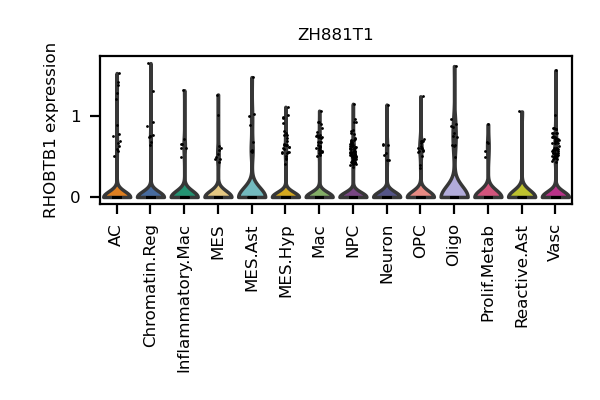 ZH881T1
RHOBTB1 expression
1
0
AC
Chromatin.Reg
Inflammatory.Mac
MES
MES.Ast
MES.Hyp
Mac
NPC
Neuron
OPC
Oligo
Prolif.Metab
Reactive.Ast
Vasc